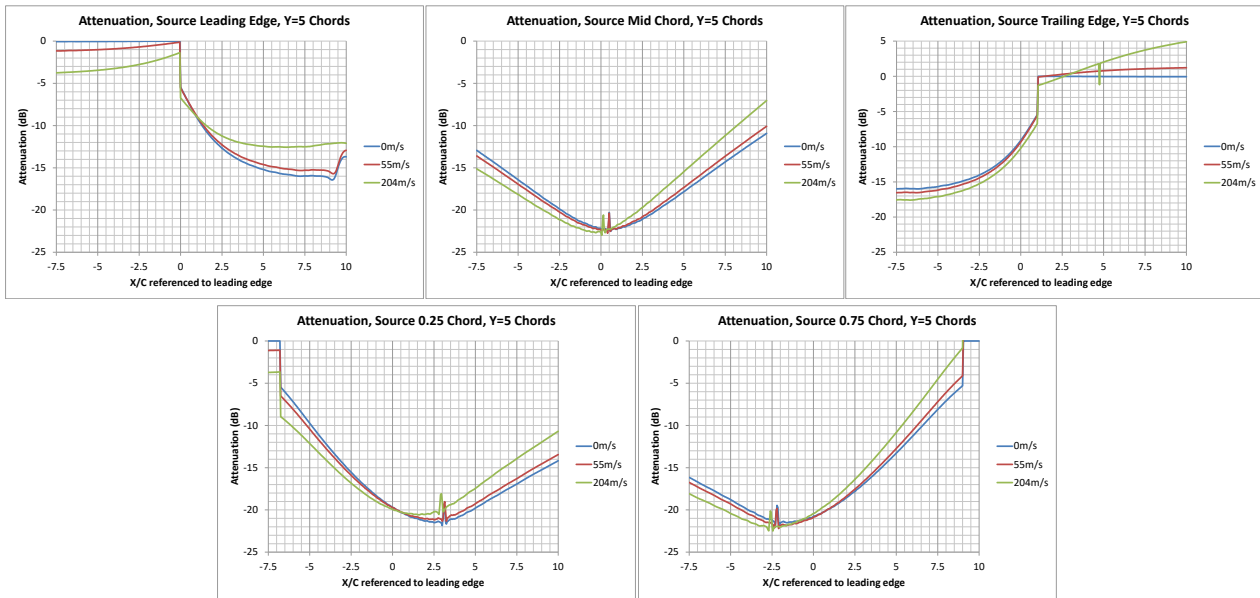 Attenuation, Source Leading Edge, Y=5 Chords
0
-5
-10
-15
-20
-25
Attenuation (dB)
-7.5 -5 -2.5 0 2.5 5 7.5 10
X/C referenced to leading edge
0m/s
55m/s
204m/s
Attenuation, Source Mid Chord, Y=5 Chords
0
-5
-10
-15
-20
-25
Attenuation (dB)
-7.5 -5 -2.5 0 2.5 5 7.5 10
X/C referenced to leading edge
0m/s
55m/s
204m/s
Attenuation, Source Trailing Edge, Y=5 Chords
5
0
-5
-10
-15
-20
-25
Attenuation (dB)
-7.5 -5 -2.5 0 2.5 5 7.5 10
X/C referenced to leading edge
0m/s
55m/s
204m/s
Attenuation, Source 0.25 Chord, Y=5 Chords
0
-5
-10
-15
-20
-25
Attenuation (dB)
-7.5 -5 -2.5 0 2.5 5 7.5 10
X/C referenced to leading edge
0m/s
55m/s
204m/s
Attenuation, Source 0.75 Chord, Y=5 Chords
0
-5
-10
-15
-20
-25
Attenuation (dB)
-7.5 -5 -2.5 0 2.5 5 7.5 10
X/C referenced to leading edge
0m/s
55m/s
204m/s